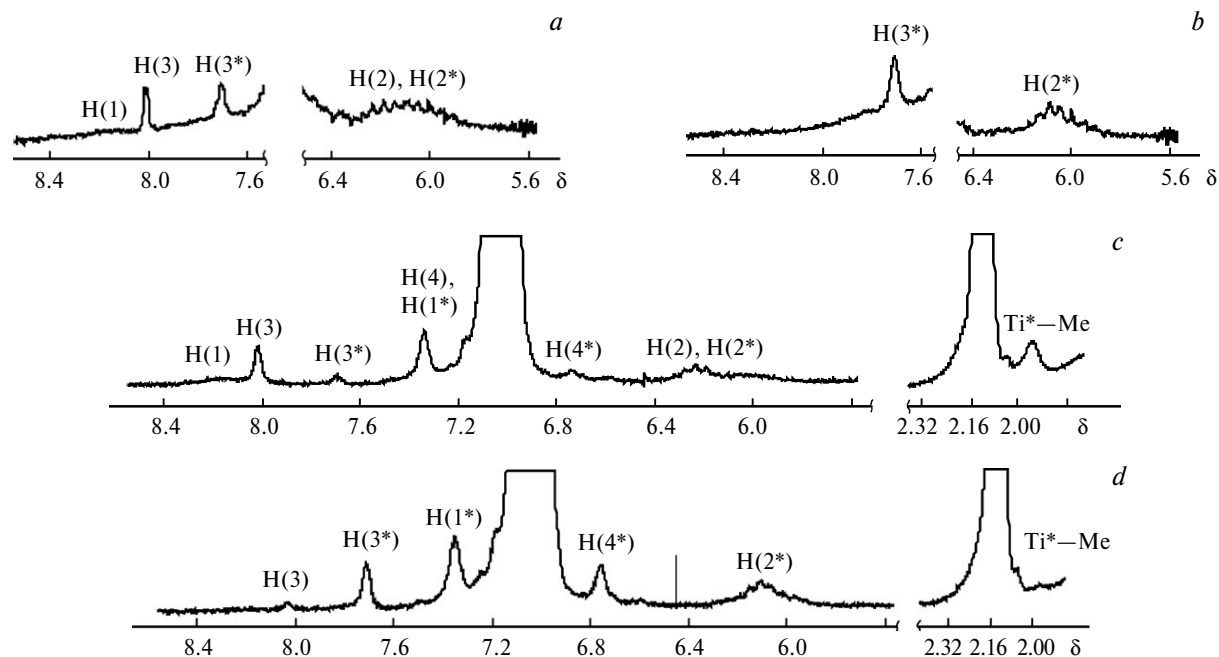 a
H(3)
H(3*)
H(1)
H(2), H(2*)
8.4 8.0 7.6 6.4 6.0 5.6 δ
b
H(3*)
H(2*)
8.4 8.0 7.6 6.4 6.0 5.6 δ
c
H(4),
H(1*)
H(3)
H(1)
H(3*)
H(4*)
H(2), H(2*)
Ti*—Me
8.4 8.0 7.6 7.2 6.8 6.4 6.0 2.32 2.16 2.00 δ
d
H(3)
H(3*)
H(1*)
H(4*)
H(2*)
Ti*—Me
8.4 8.0 7.6 7.2 6.8 6.4 6.0 2.32 2.16 2.00 δ